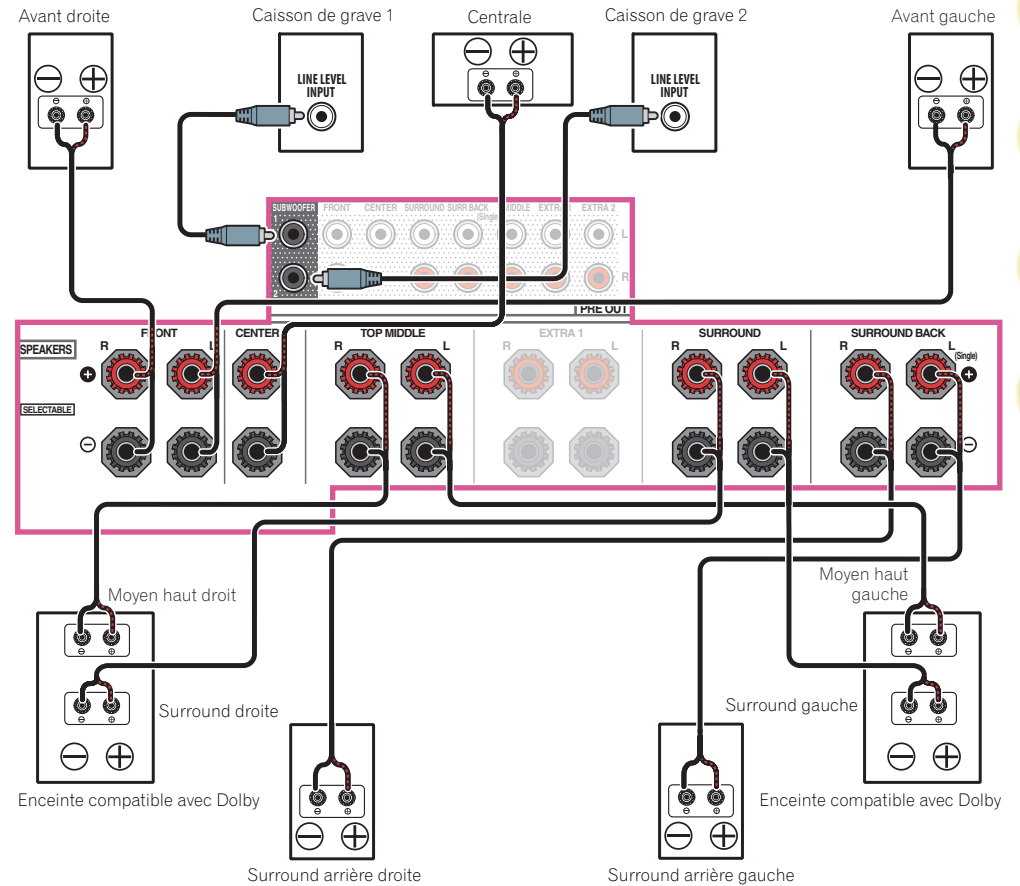 Avant droite
Caisson de grave 1
Centrale
Caisson de grave 2
Avant gauche
LINE LEVEL
INPUT
LINE LEVEL
INPUT
SUBWOOFER
FRONT
CENTER
SURROUND
SURR BACK
(Single)
MIDDLE
EXTRA 2
1
L
2
R
PRE OUT
SPEAKERS
CENTER
TOP MIDDLE
EXTRA 1
SURROUND
SURROUND BACK
R
L
R
L
R
L
R
L
R
L
(Single)
SELECTABLE
Moyen haut droit
Moyen haut
gauche
Surround droite
Surround gauche
Enceinte compatible avec Dolby
Enceinte compatible avec Dolby
Surround arrière droite
Surround arrière gauche